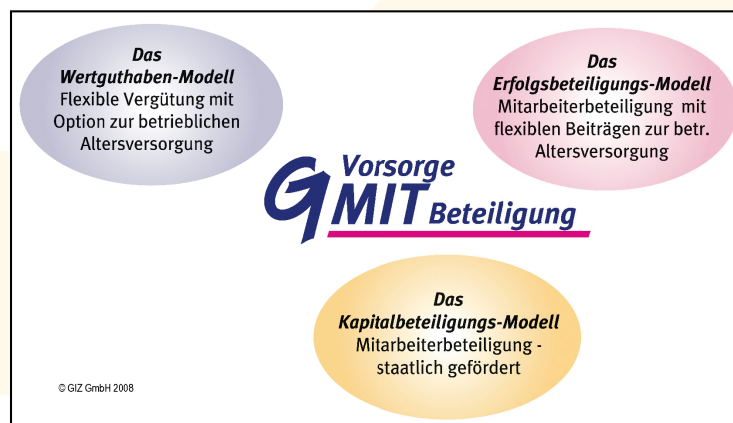 Das
Wertguthaben-Modell
Flexible Vergütung mit
Option zur betrieblichen
Altersversorgung
Das
Erfolgsbeteiligungs-Modell
Mitarbeiterbeteiligung mit
flexiblen Beiträgen zur betr.
Altersversorgung
Vorsorge
MIT Beteiligung
Das
Kapitalbeteiligungs-Modell
Mitarbeiterbeteiligung -
staatlich gefördert
© GIZ GmbH 2008